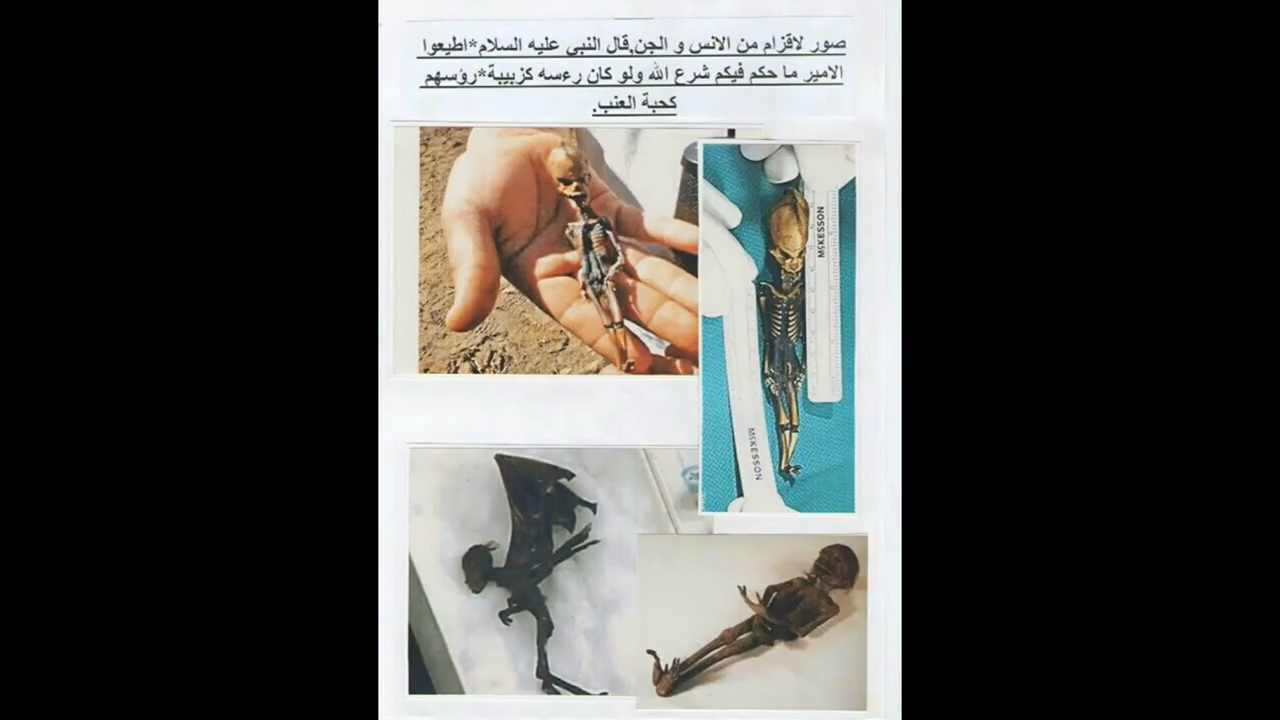 صور لاقزام من الانس و الجن,قال النبي عليه السلام*اطيعوا
الامير ما حكم فيكم شرع الله ولو كان رءسه كزبيبة*رؤسهم
كحبة العنب.
McKESSON
McKESSON